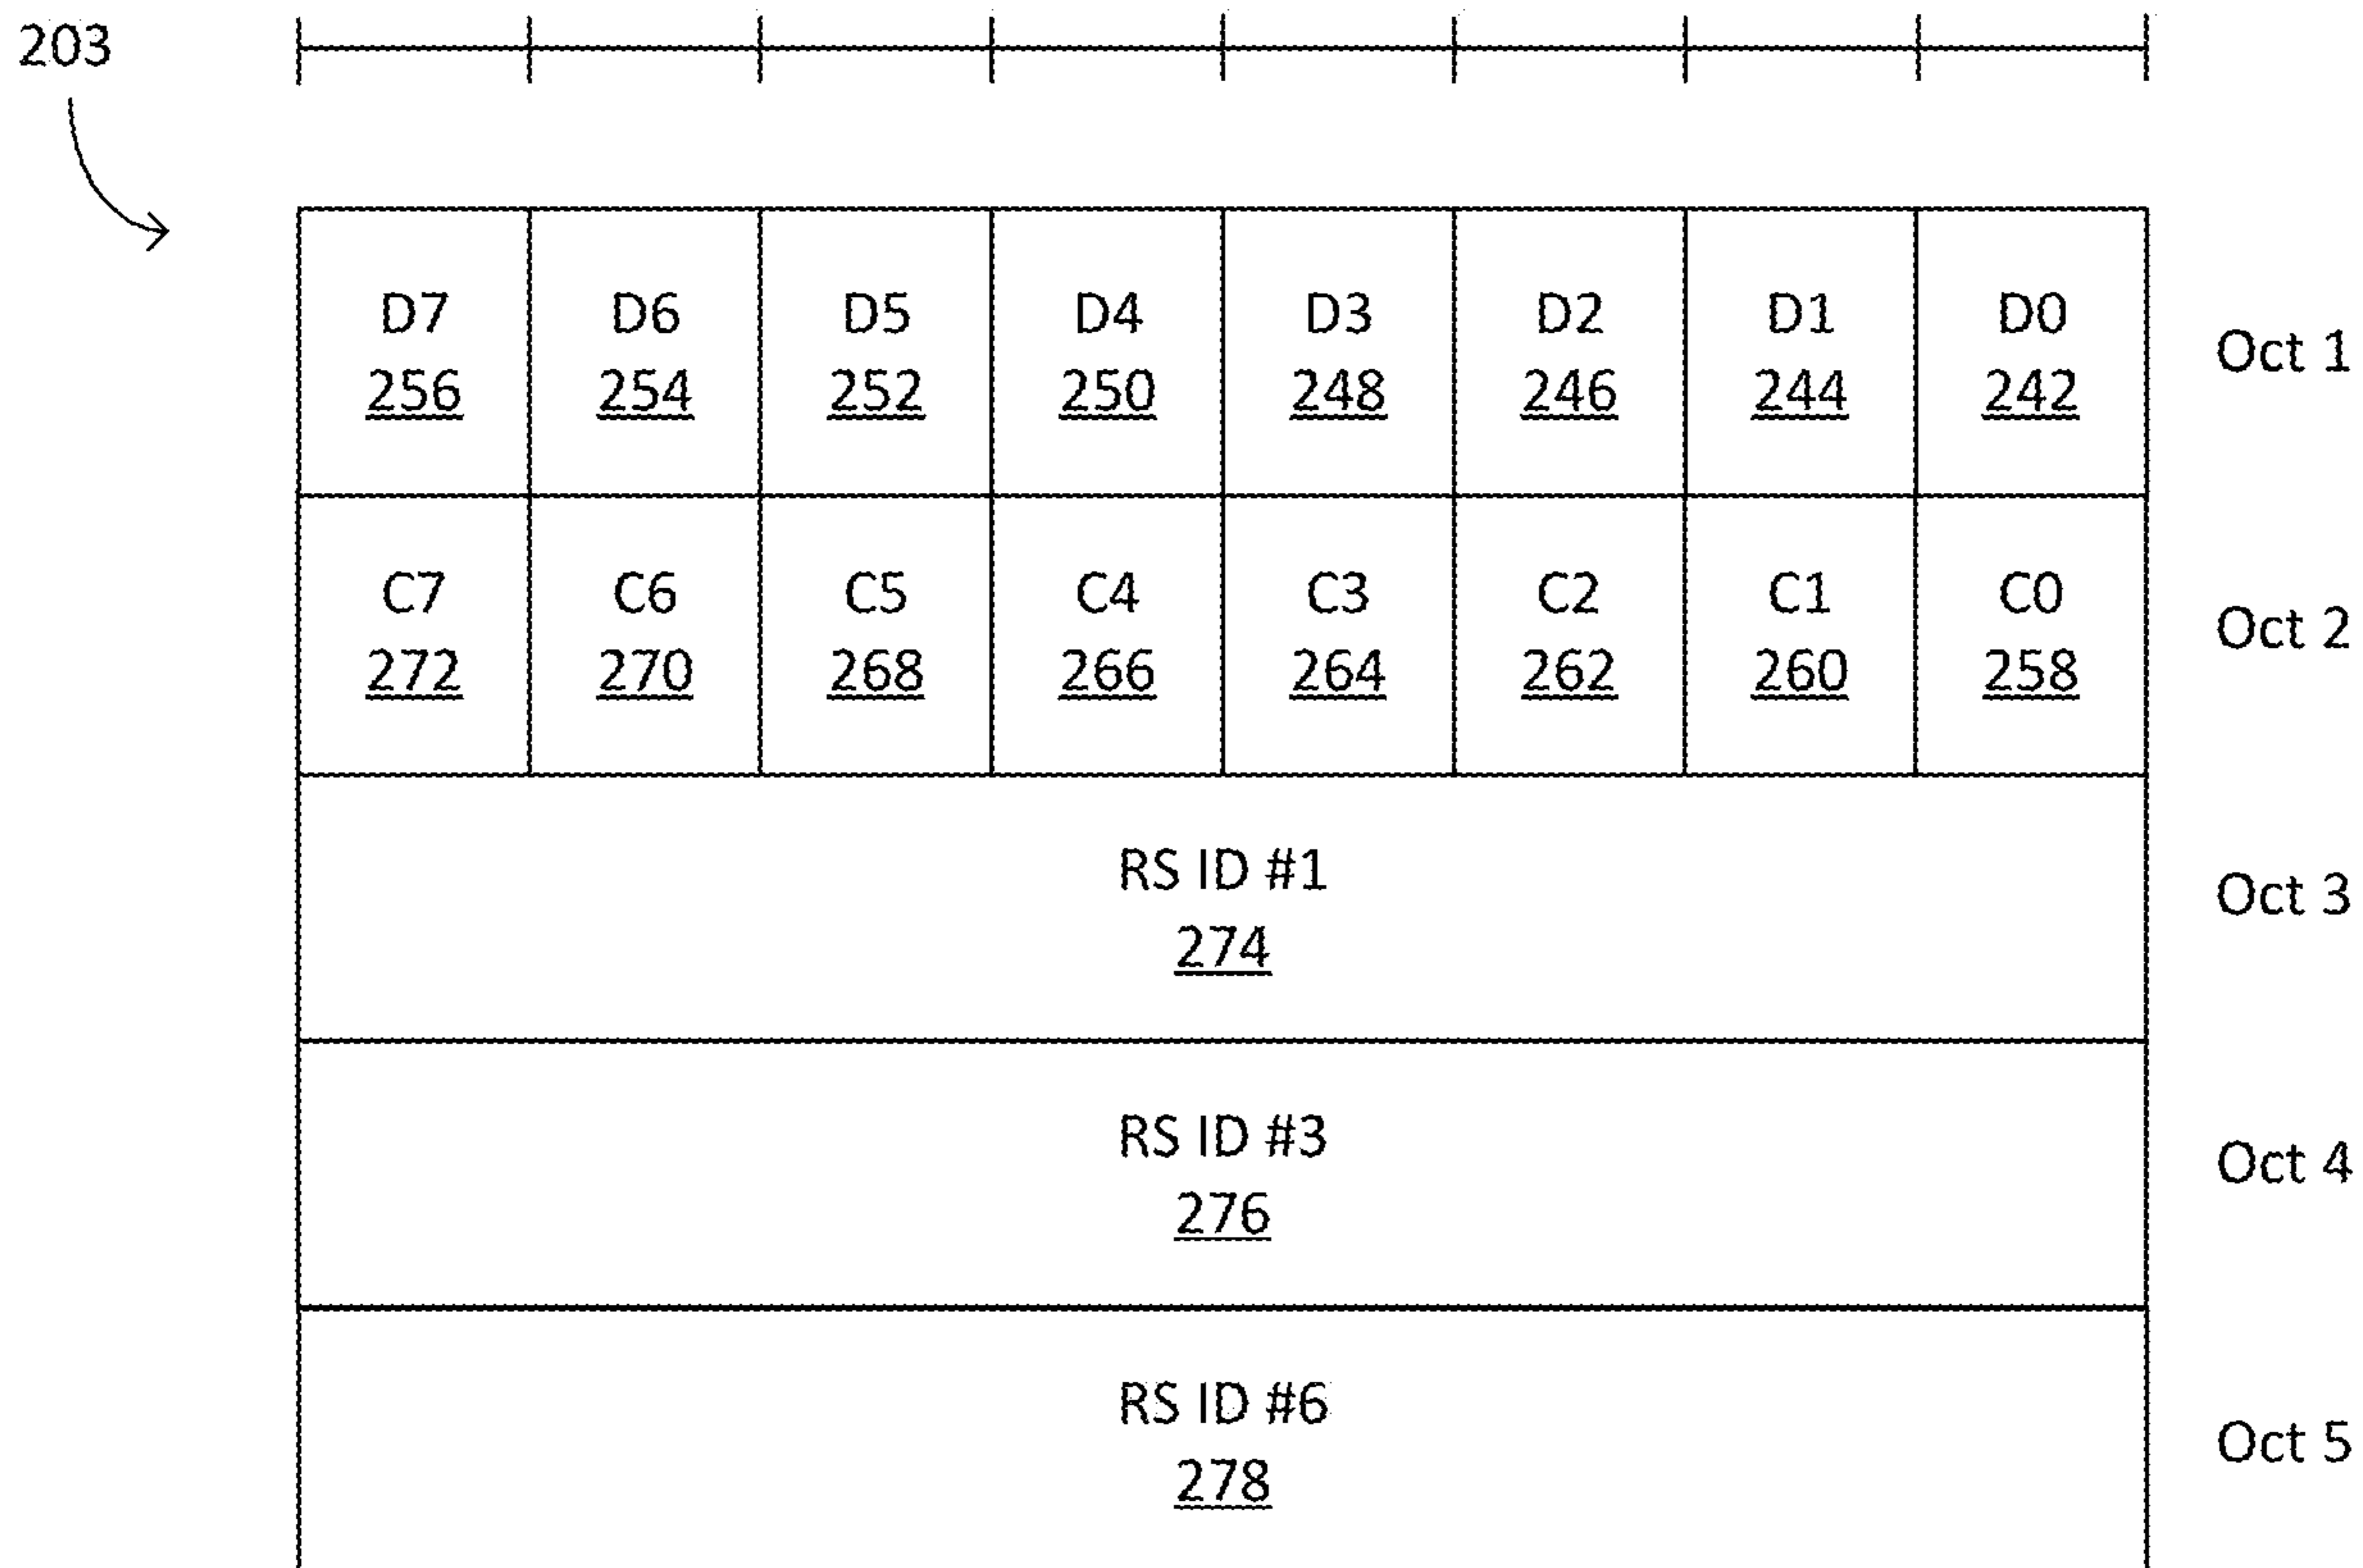 203
D7 D6 D5 D4 D3 D2 D1 D0 Oct 1
256 254 252 250 248 246 244 242
C7 C6 C5 C4 C3 C2 C1 C0 Oct 2
272 270 268 266 264 262 260 258
RS ID #1 Oct 3
274
RS ID #3 Oct 4
276
RS ID #6 Oct 5
278